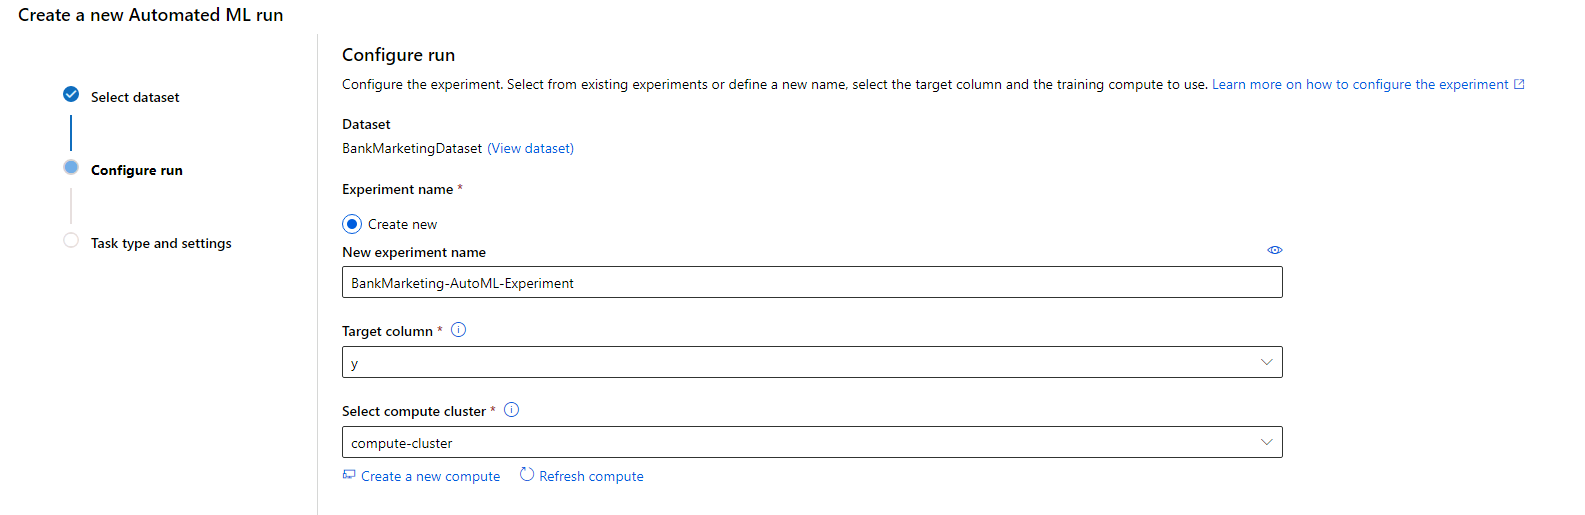 Create a new Automated ML run
Select dataset
Configure run
Task type and settings
Configure run
Configure the experiment. Select from existing experiments or define a new name, select the target column and the training compute to use. Learn more on how to configure the experiment
Dataset
BankMarketingDataset (View dataset)
Experiment name *
Create new
New experiment name
BankMarketing-AutoML-Experiment
Target column *
y
Select compute cluster *
compute-cluster
Create a new compute Refresh compute